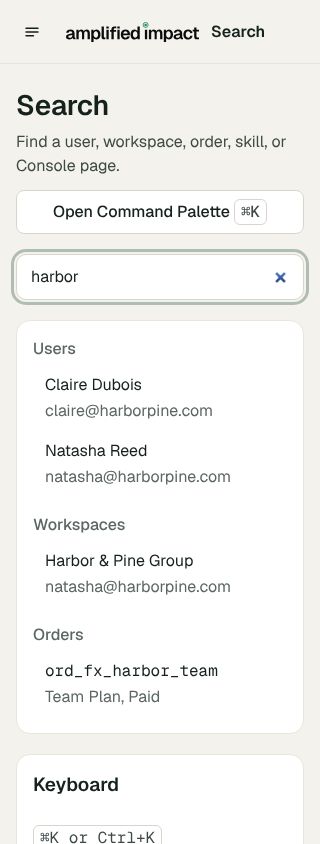 amplified impact Search
Search
Find a user, workspace, order, skill, or
Console page.
Open Command Palette ⌘K
harbor
Users
Claire Dubois
claire@harborpine.com
Natasha Reed
natasha@harborpine.com
Workspaces
Harbor & Pine Group
natasha@harborpine.com
Orders
ord_fx_harbor_team
Team Plan, Paid
Keyboard
⌘K or Ctrl+K